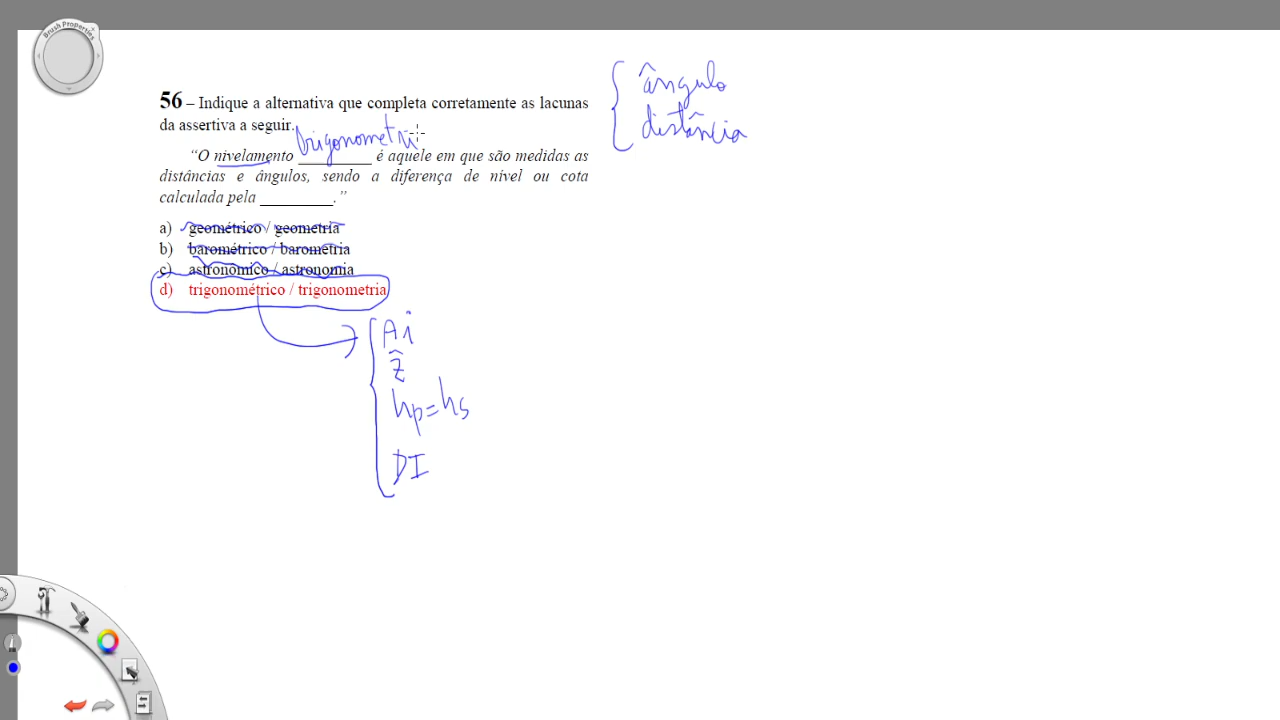 Brush Properties
56 – Indique a alternativa que completa corretamente as lacunas
da assertiva a seguir.
trigonometri
“O nivelamento _________ é aquele em que são medidas as
distâncias e ângulos, sendo a diferença de nível ou cota
calculada pela _________.”
a) geométrico / geometria
b) barométrico / barometria
c) astronômico / astronomia
d) trigonométrico / trigonometria
ângulo
distância
Ai
Ẑ
hp=hs
DI